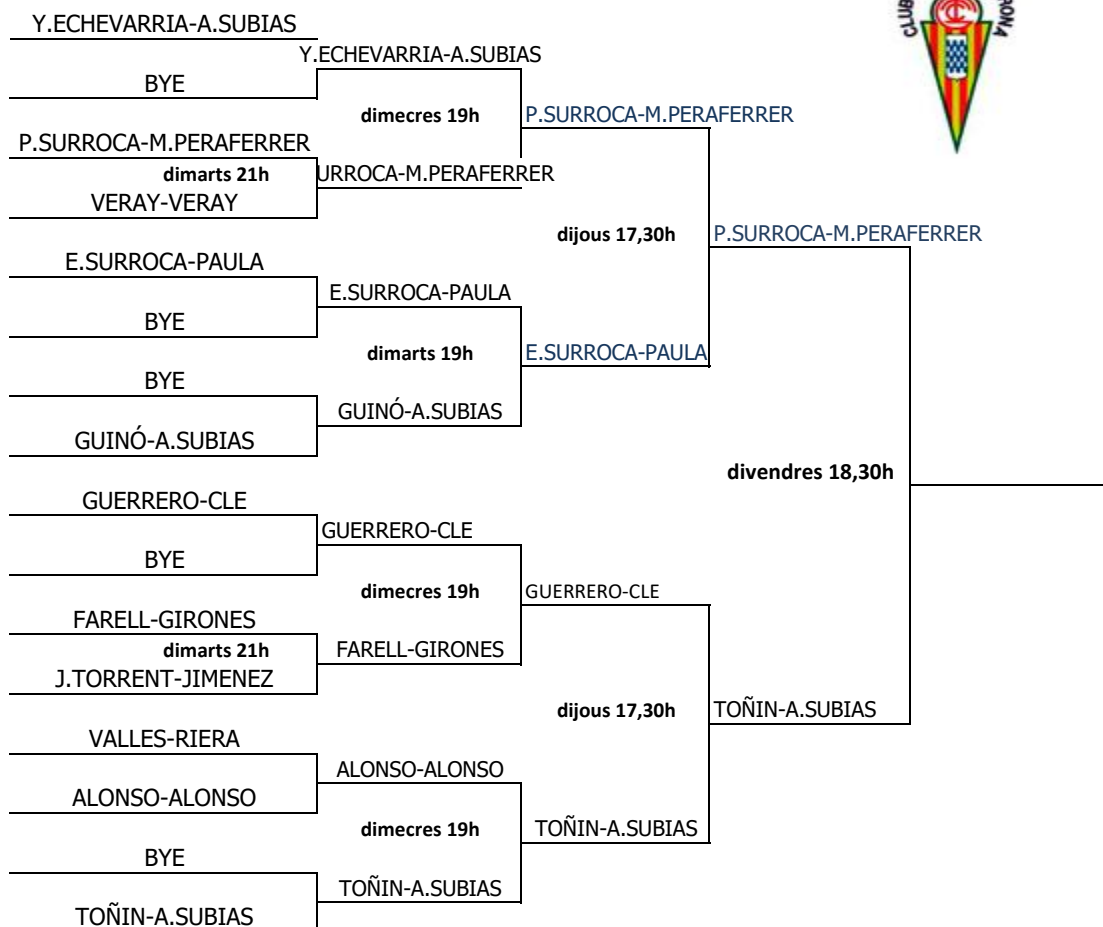 CLUB
Y.ECHEVARRIA-A.SUBIAS
Y.ECHEVARRIA-A.SUBIAS
BYE
dimecres 19h
P.SURROCA-M.PERAFERRER
P.SURROCA-M.PERAFERRER
dimarts 21h
URROCA-M.PERAFERRER
VERAY-VERAY
dijous 17,30h
P.SURROCA-M.PERAFERRER
E.SURROCA-PAULA
E.SURROCA-PAULA
BYE
dimarts 19h
E.SURROCA-PAULA
BYE
GUINÓ-A.SUBIAS
GUINÓ-A.SUBIAS
divendres 18,30h
GUERRERO-CLE
GUERRERO-CLE
BYE
dimecres 19h
GUERRERO-CLE
FARELL-GIRONES
dimarts 21h
FARELL-GIRONES
J.TORRENT-JIMENEZ
dijous 17,30h
TOÑIN-A.SUBIAS
VALLES-RIERA
ALONSO-ALONSO
ALONSO-ALONSO
dimecres 19h
TOÑIN-A.SUBIAS
BYE
TOÑIN-A.SUBIAS
TOÑIN-A.SUBIAS